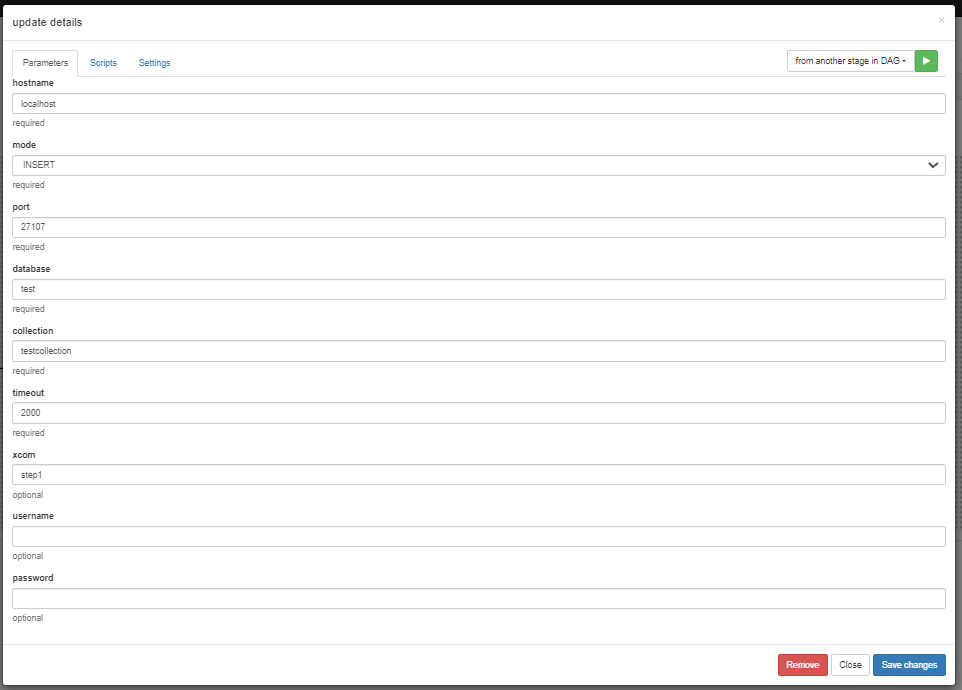 update details
×
Parameters Scripts Settings from another stage in DAG
hostname
localhost
required
mode
INSERT
required
port
27107
required
database
test
required
collection
testcollection
required
timeout
2000
required
xcom
step1
optional
username
optional
password
optional
Remove Close Save changes